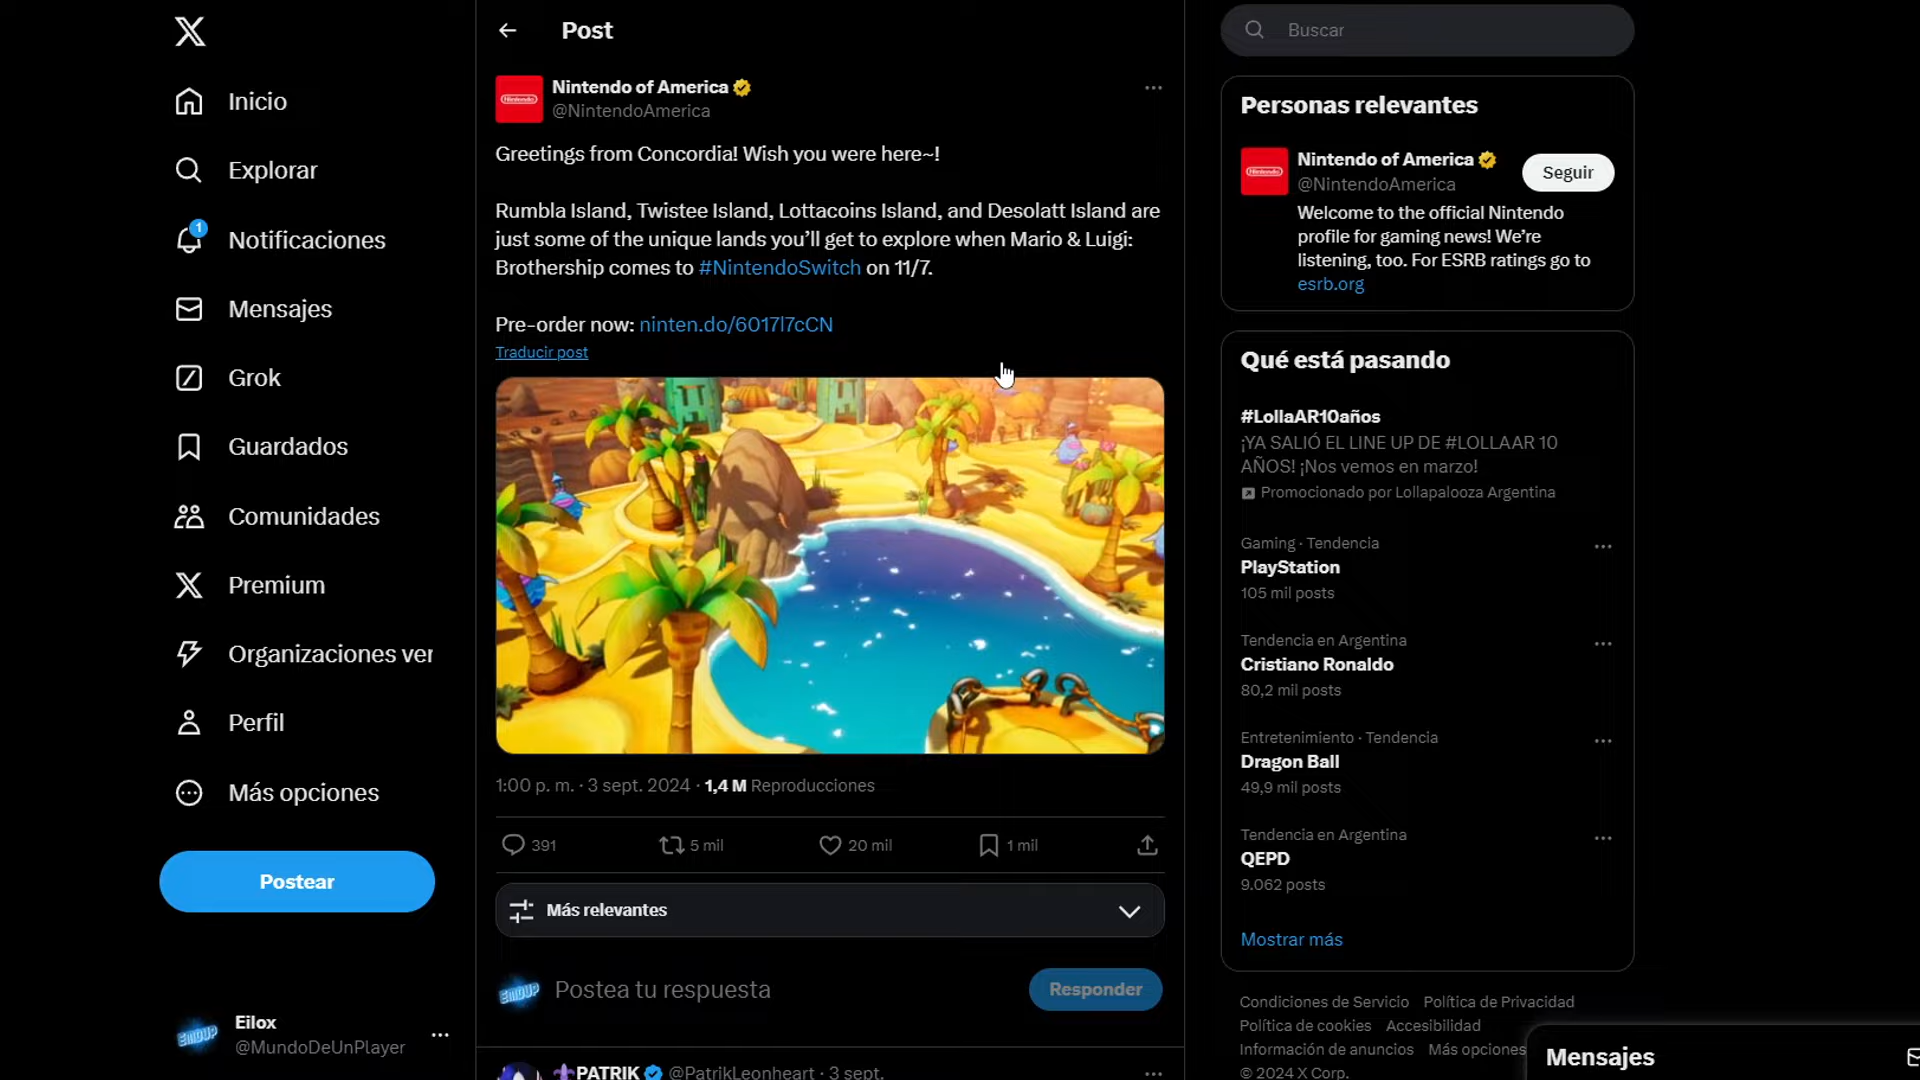 Inicio
Explorar
1
Notificaciones
Mensajes
Grok
Guardados
Comunidades
Premium
Organizaciones ver
Perfil
Más opciones
Postear
EMDUP
Eilox
@MundoDeUnPlayer
Post
Nintendo
Nintendo of America
@NintendoAmerica
Greetings from Concordia! Wish you were here~!
Rumbla Island, Twistee Island, Lottacoins Island, and Desolatt Island are
just some of the unique lands you’ll get to explore when Mario & Luigi:
Brothership comes to #NintendoSwitch on 11/7.
Pre-order now: ninten.do/6017l7cCN
Traducir post
1:00 p. m. · 3 sept. 2024 · 1,4 M Reproducciones
391
5 mil
20 mil
1 mil
Más relevantes
EMDUP
Postea tu respuesta
Responder
PATRIK @PatrikLeonheart · 3 sept.
Buscar
Personas relevantes
Nintendo
Nintendo of America
@NintendoAmerica
Seguir
Welcome to the official Nintendo
profile for gaming news! We’re
listening, too. For ESRB ratings go to
esrb.org
Qué está pasando
#LollaAR10años
¡YA SALIÓ EL LINE UP DE #LOLLAAR 10
AÑOS! ¡Nos vemos en marzo!
Promocionado por Lollapalooza Argentina
Gaming · Tendencia
PlayStation
105 mil posts
Tendencia en Argentina
Cristiano Ronaldo
80,2 mil posts
Entretenimiento · Tendencia
Dragon Ball
49,9 mil posts
Tendencia en Argentina
QEPD
9.062 posts
Mostrar más
Condiciones de Servicio Política de Privacidad
Política de cookies Accesibilidad
Información de anuncios Más opciones
© 2024 X Corp.
Mensajes